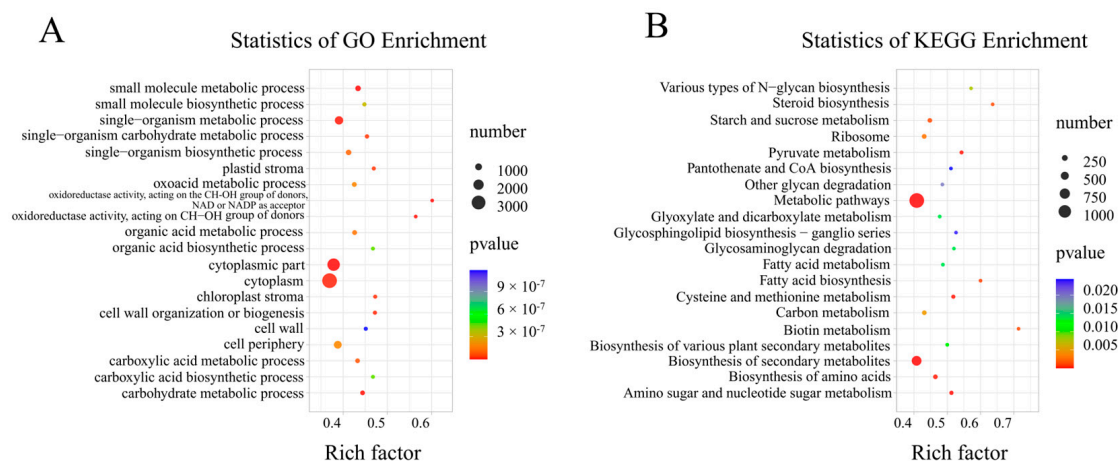 A
Statistics of GO Enrichment
small molecule metabolic process
small molecule biosynthetic process
single−organism metabolic process
single−organism carbohydrate metabolic process
single−organism biosynthetic process
plastid stroma
oxoacid metabolic process
oxidoreductase activity, acting on the CH-OH group of donors,
NAD or NADP as acceptor
oxidoreductase activity, acting on CH−OH group of donors
organic acid metabolic process
organic acid biosynthetic process
cytoplasmic part
cytoplasm
chloroplast stroma
cell wall organization or biogenesis
cell wall
cell periphery
carboxylic acid metabolic process
carboxylic acid biosynthetic process
carbohydrate metabolic process
0.4 0.5 0.6
Rich factor
number
1000
2000
3000
pvalue
9 × 10⁻⁷
6 × 10⁻⁷
3 × 10⁻⁷
B
Statistics of KEGG Enrichment
Various types of N−glycan biosynthesis
Steroid biosynthesis
Starch and sucrose metabolism
Ribosome
Pyruvate metabolism
Pantothenate and CoA biosynthesis
Other glycan degradation
Metabolic pathways
Glyoxylate and dicarboxylate metabolism
Glycosphingolipid biosynthesis − ganglio series
Glycosaminoglycan degradation
Fatty acid metabolism
Fatty acid biosynthesis
Cysteine and methionine metabolism
Carbon metabolism
Biotin metabolism
Biosynthesis of various plant secondary metabolites
Biosynthesis of secondary metabolites
Biosynthesis of amino acids
Amino sugar and nucleotide sugar metabolism
0.4 0.5 0.6 0.7
Rich factor
number
250
500
750
1000
pvalue
0.020
0.015
0.010
0.005